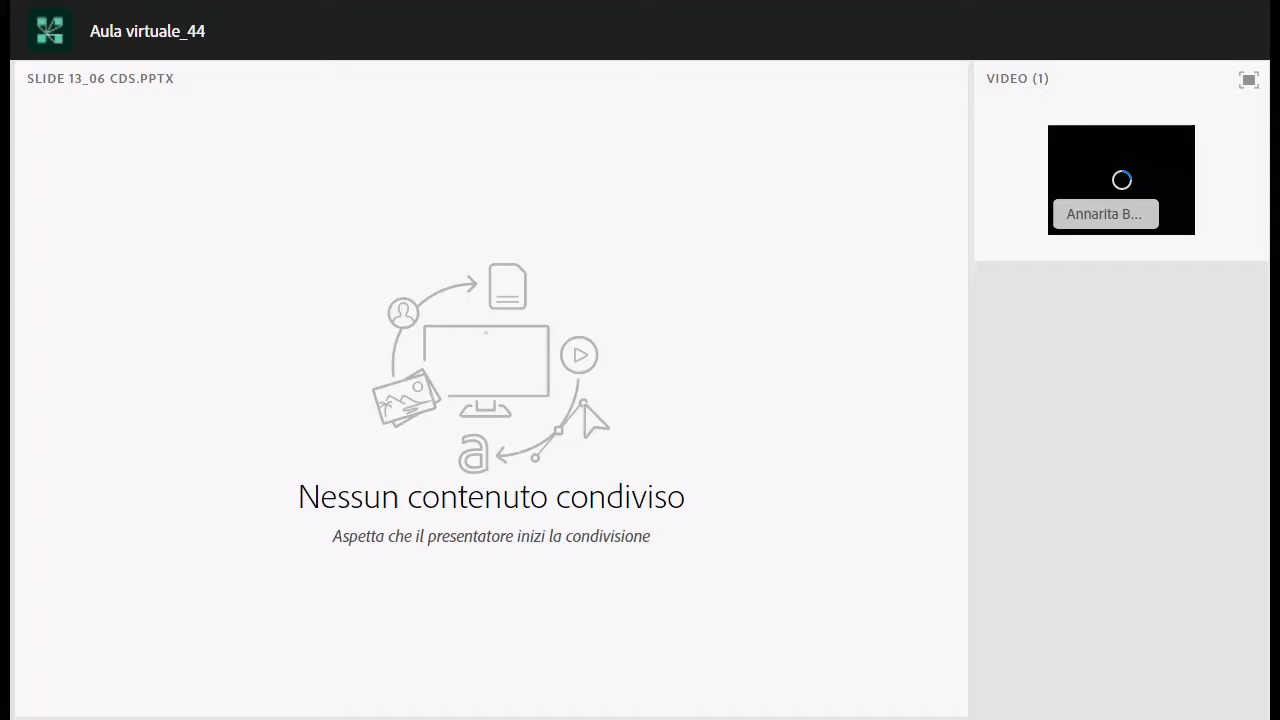 Aula virtuale_44
SLIDE 13_06 CDS.PPTX
VIDEO (1)
Annarita B...
a
Nessun contenuto condiviso
Aspetta che il presentatore inizi la condivisione